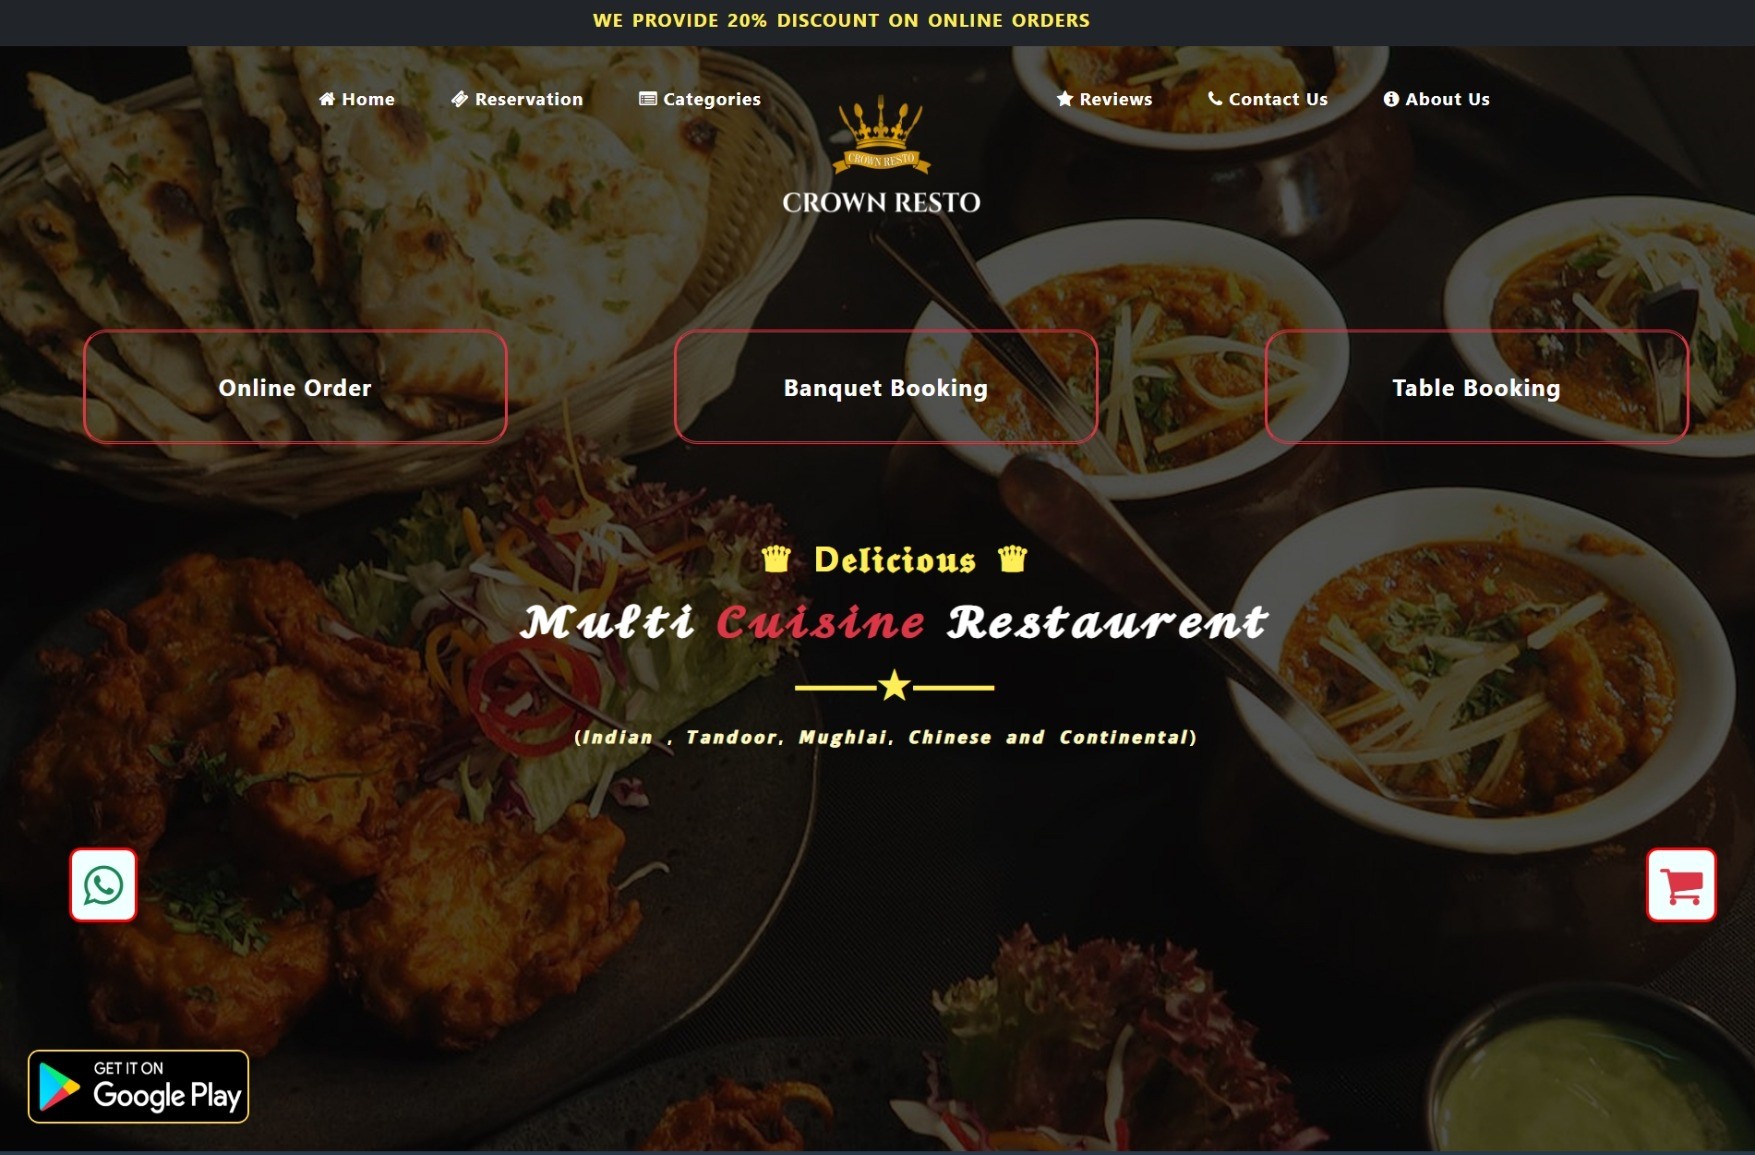 WE PROVIDE 20% DISCOUNT ON ONLINE ORDERS
Home Reservation Categories Reviews Contact Us About Us
CROWN RESTO
CROWN RESTO
Online Order Banquet Booking Table Booking
Delicious
Multi Cuisine Restaurent
(Indian , Tandoor, Mughlai, Chinese and Continental)
GET IT ON
Google Play